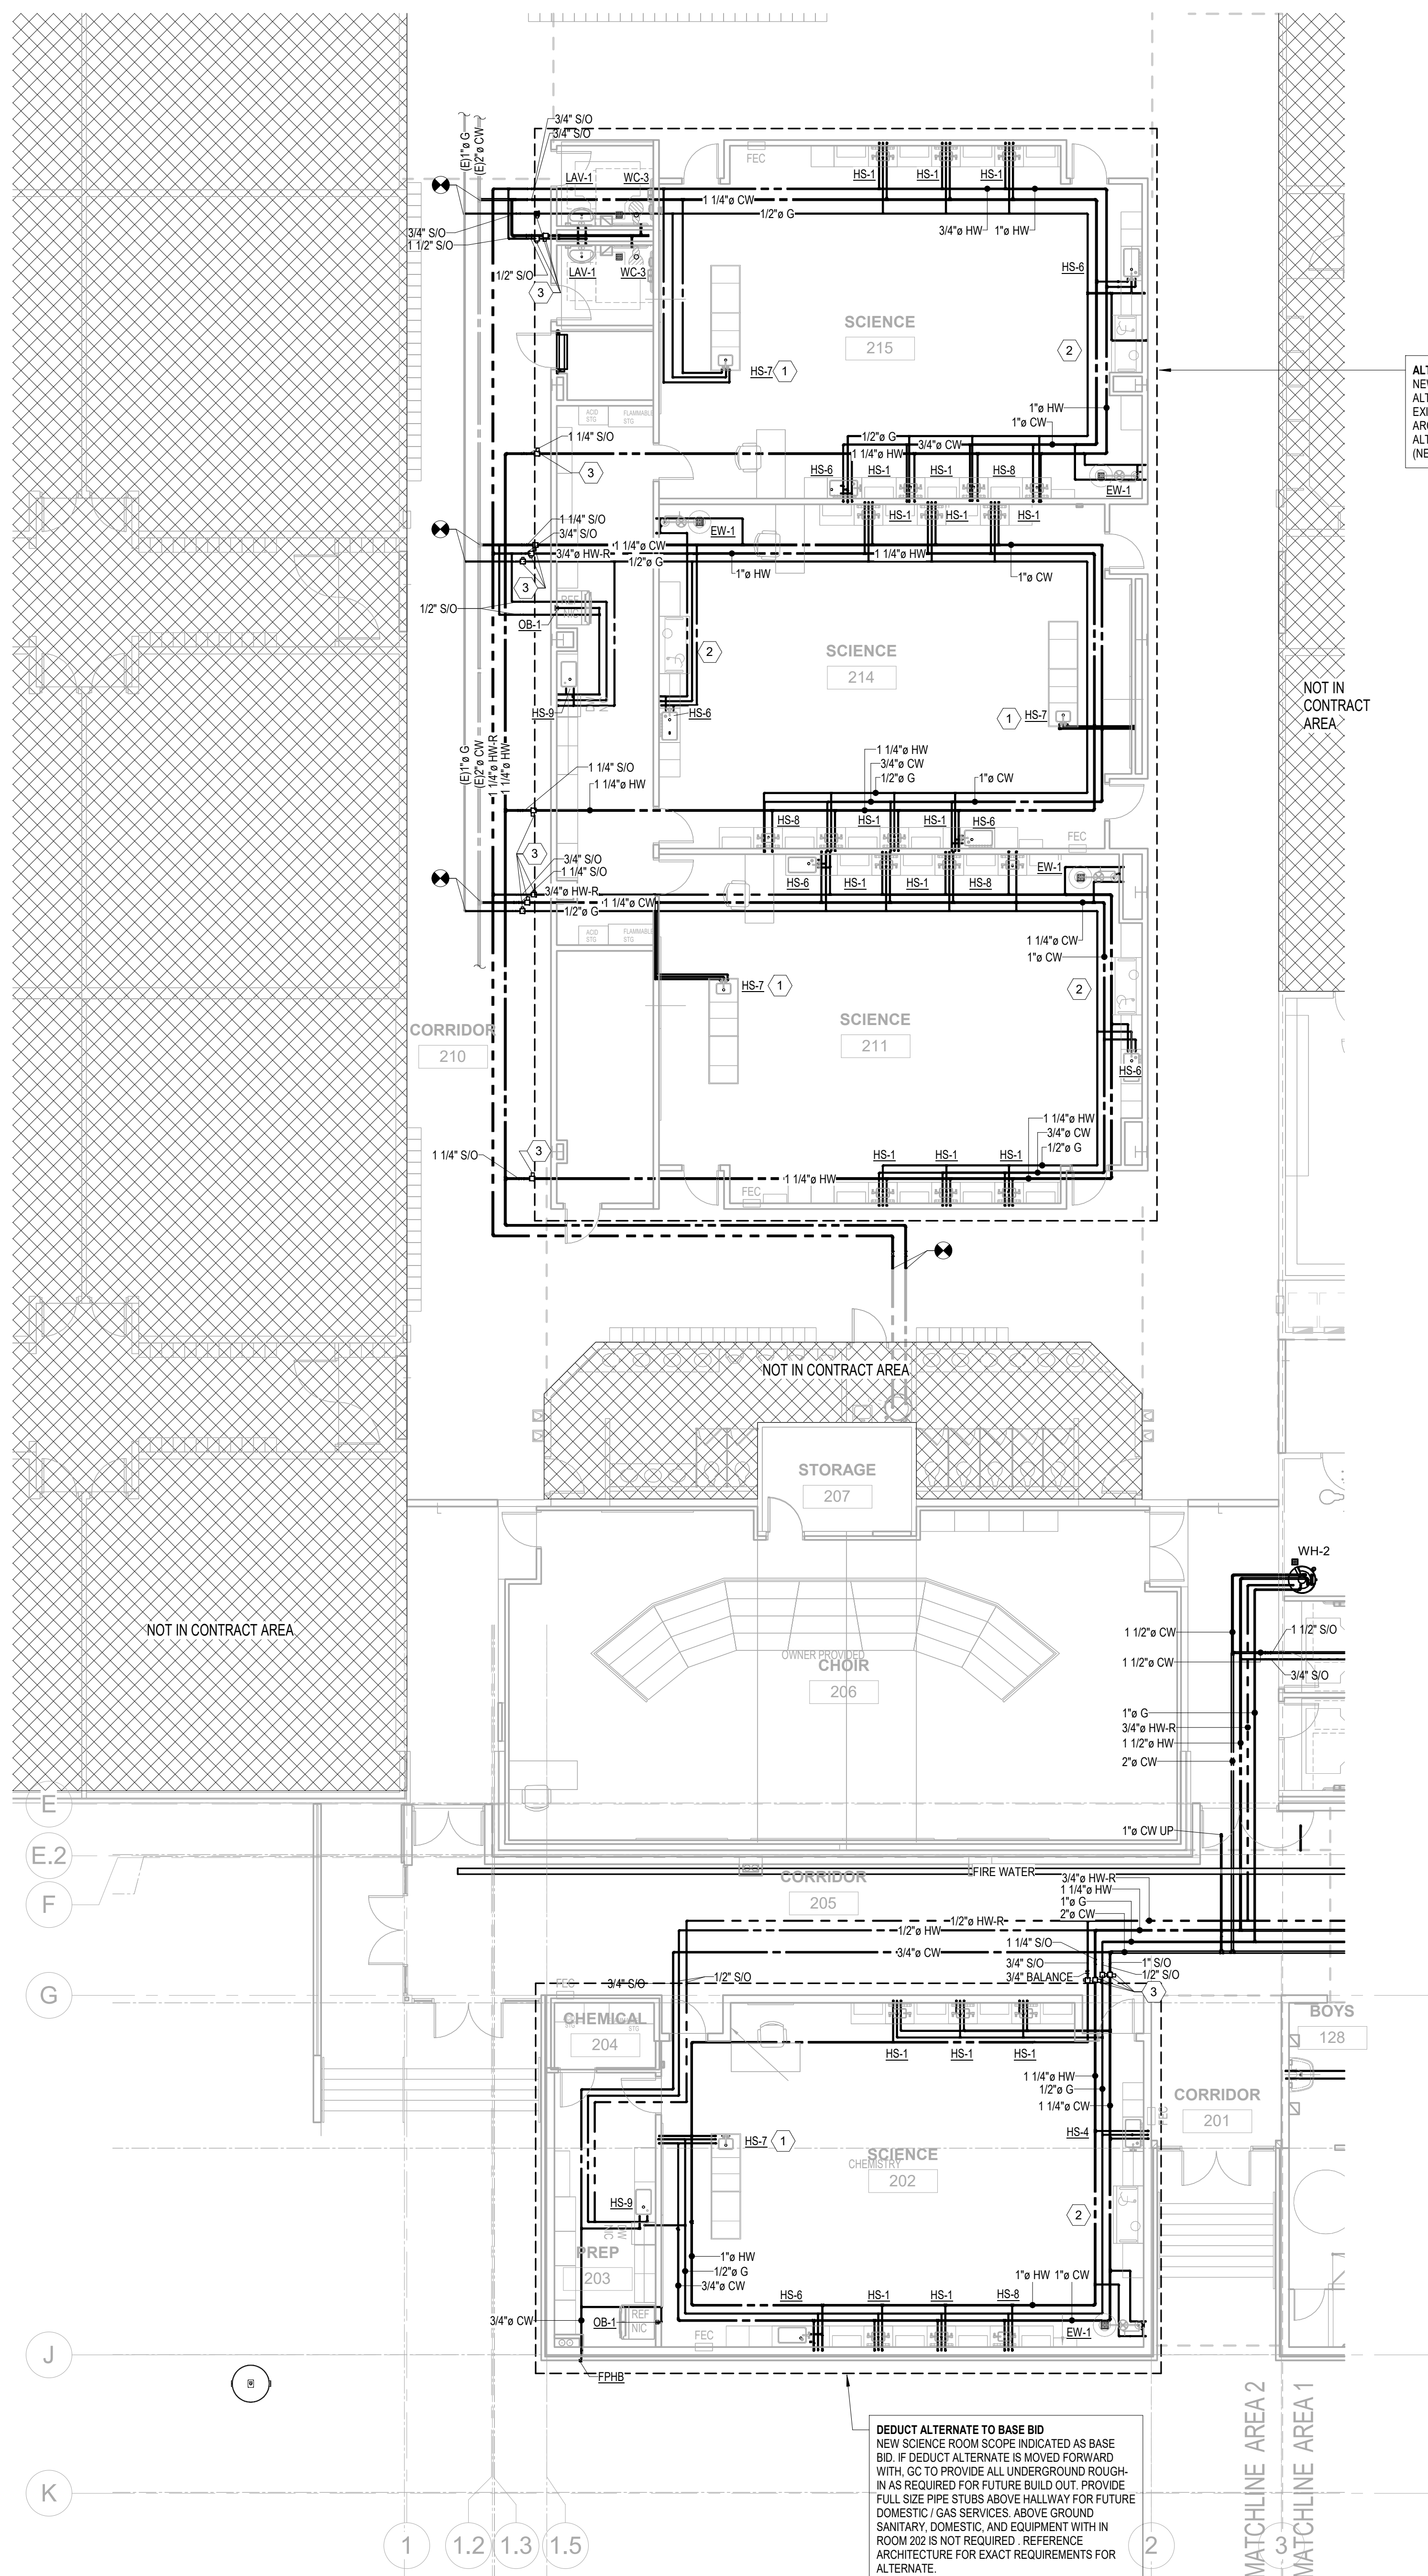 3/4" S/O
3/4" S/O
(E)1"ø G
(E)2"ø CW
FEC
LAV-1
WC-3
HS-1
HS-1
HS-1
1 1/4"ø CW
1/2"ø G
3/4" S/O
1 1/2" S/O
3/4"ø HW
1"ø HW
1/2" S/O
LAV-1
WC-3
HS-6
3
SCIENCE
215
2
HS-7
1
ACID
STG
FLAMMABLE
STG
1"ø HW
1"ø CW
1 1/4" S/O
1/2"ø G
3/4"ø CW
1 1/4"ø HW
3
HS-6
HS-1
HS-1
HS-8
EW-1
HS-1
HS-1
HS-1
1 1/4" S/O
3/4" S/O
EW-1
1 1/4"ø CW
3/4"ø HW-R
1 1/4"ø HW
1/2"ø G
1"ø HW
1"ø CW
3
1/2" S/O
REF
NIC
OB-1
2
SCIENCE
214
NOT IN
CONTRACT
AREA
HS-9
HS-6
1
HS-7
(E)1"ø G
(E)2"ø CW
1 1/4"ø HW-R
1 1/4"ø HW
1 1/4" S/O
1 1/4"ø HW
1 1/4"ø HW
3/4"ø CW
1/2"ø G
1"ø CW
HS-8
HS-1
HS-1
HS-6
FEC
3
3/4" S/O
1 1/4" S/O
HS-6
HS-1
HS-1
HS-8
EW-1
3/4"ø HW-R
1 1/4"ø CW
1/2"ø G
ACID
STG
FLAMMABLE
STG
1 1/4"ø CW
1"ø CW
HS-7
1
2
CORRIDOR
210
SCIENCE
211
HS-6
1 1/4"ø HW
3/4"ø CW
1/2"ø G
1 1/4" S/O
3
HS-1
HS-1
HS-1
1 1/4"ø HW
FEC
NOT IN CONTRACT AREA
STORAGE
207
WH-2
NOT IN CONTRACT AREA
OWNER PROVIDED
CHOIR
206
1 1/2"ø CW
1 1/2" S/O
1 1/2"ø CW
3/4" S/O
1"ø G
3/4"ø HW-R
1 1/2"ø HW
2"ø CW
E
1"ø CW UP
E.2
FIRE WATER
CORRIDOR
205
F
3/4"ø HW-R
1 1/4"ø HW
1"ø G
2"ø CW
1/2"ø HW-R
1/2"ø HW
3/4"ø CW
1 1/4" S/O
3/4" S/O
3/4" BALANCE
1" S/O
1/2" S/O
3
FEC
3/4" S/O
1/2" S/O
G
CHEMICAL
STG
STG
204
BOYS
128
HS-1
HS-1
HS-1
1 1/4"ø HW
1/2"ø G
1 1/4"ø CW
CORRIDOR
201
FEC
HS-4
HS-7
1
SCIENCE
CHEMISTRY
202
HS-9
2
NIC
PREP
203
1"ø HW
1/2"ø G
3/4"ø CW
1"ø HW
1"ø CW
HS-6
HS-1
HS-1
HS-8
3/4"ø CW
OB-1
REF
NIC
FEC
EW-1
J
FPHB
DEDUCT ALTERNATE TO BASE BID
NEW SCIENCE ROOM SCOPE INDICATED AS BASE
BID. IF DEDUCT ALTERNATE IS MOVED FORWARD
WITH, GC TO PROVIDE ALL UNDERGROUND ROUGH-
IN AS REQUIRED FOR FUTURE BUILD OUT. PROVIDE
FULL SIZE PIPE STUBS ABOVE HALLWAY FOR FUTURE
DOMESTIC / GAS SERVICES. ABOVE GROUND
SANITARY, DOMESTIC, AND EQUIPMENT WITH IN
ROOM 202 IS NOT REQUIRED . REFERENCE
ARCHITECTURE FOR EXACT REQUIREMENTS FOR
ALTERNATE.
K
MATCHLINE AREA 2
MATCHLINE AREA 1
1
1.2
1.3
1.5
2
3